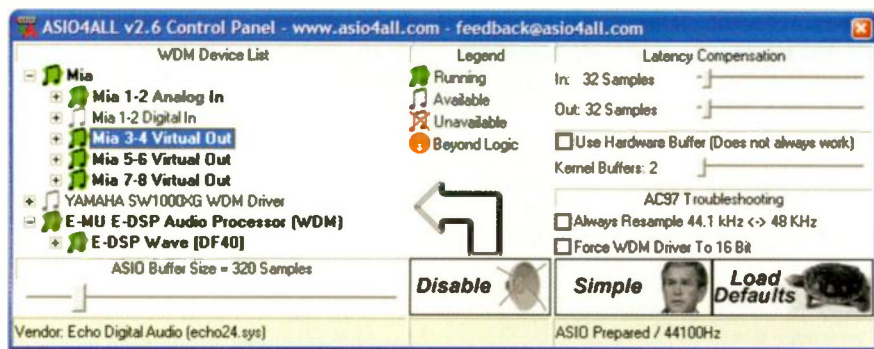 ASIO4ALL v2.6 Control Panel - www.asio4all.com - feedback@asio4all.com
WDM Device List
Mia
Mia 1-2 Analog In
Mia 1-2 Digital In
Mia 3-4 Virtual Out
Mia 5-6 Virtual Out
Mia 7-8 Virtual Out
YAMAHA SW1000XG WDM Driver
E-MU E-DSP Audio Processor (WDM)
E-DSP Wave (DF40)
ASIO Buffer Size = 320 Samples
Vendor: Echo Digital Audio (echo24.sys)
Legend
Running
Available
Unavailable
Beyond Logic
Disable
Latency Compensation
In: 32 Samples
Out: 32 Samples
Use Hardware Buffer (Does not always work)
Kernel Buffers: 2
AC97 Troubleshooting
Always Resample 44.1 kHz <-> 48 KHz
Force WDM Driver To 16 Bit
Simple
Load
Defaults
ASIO Prepared / 44100Hz